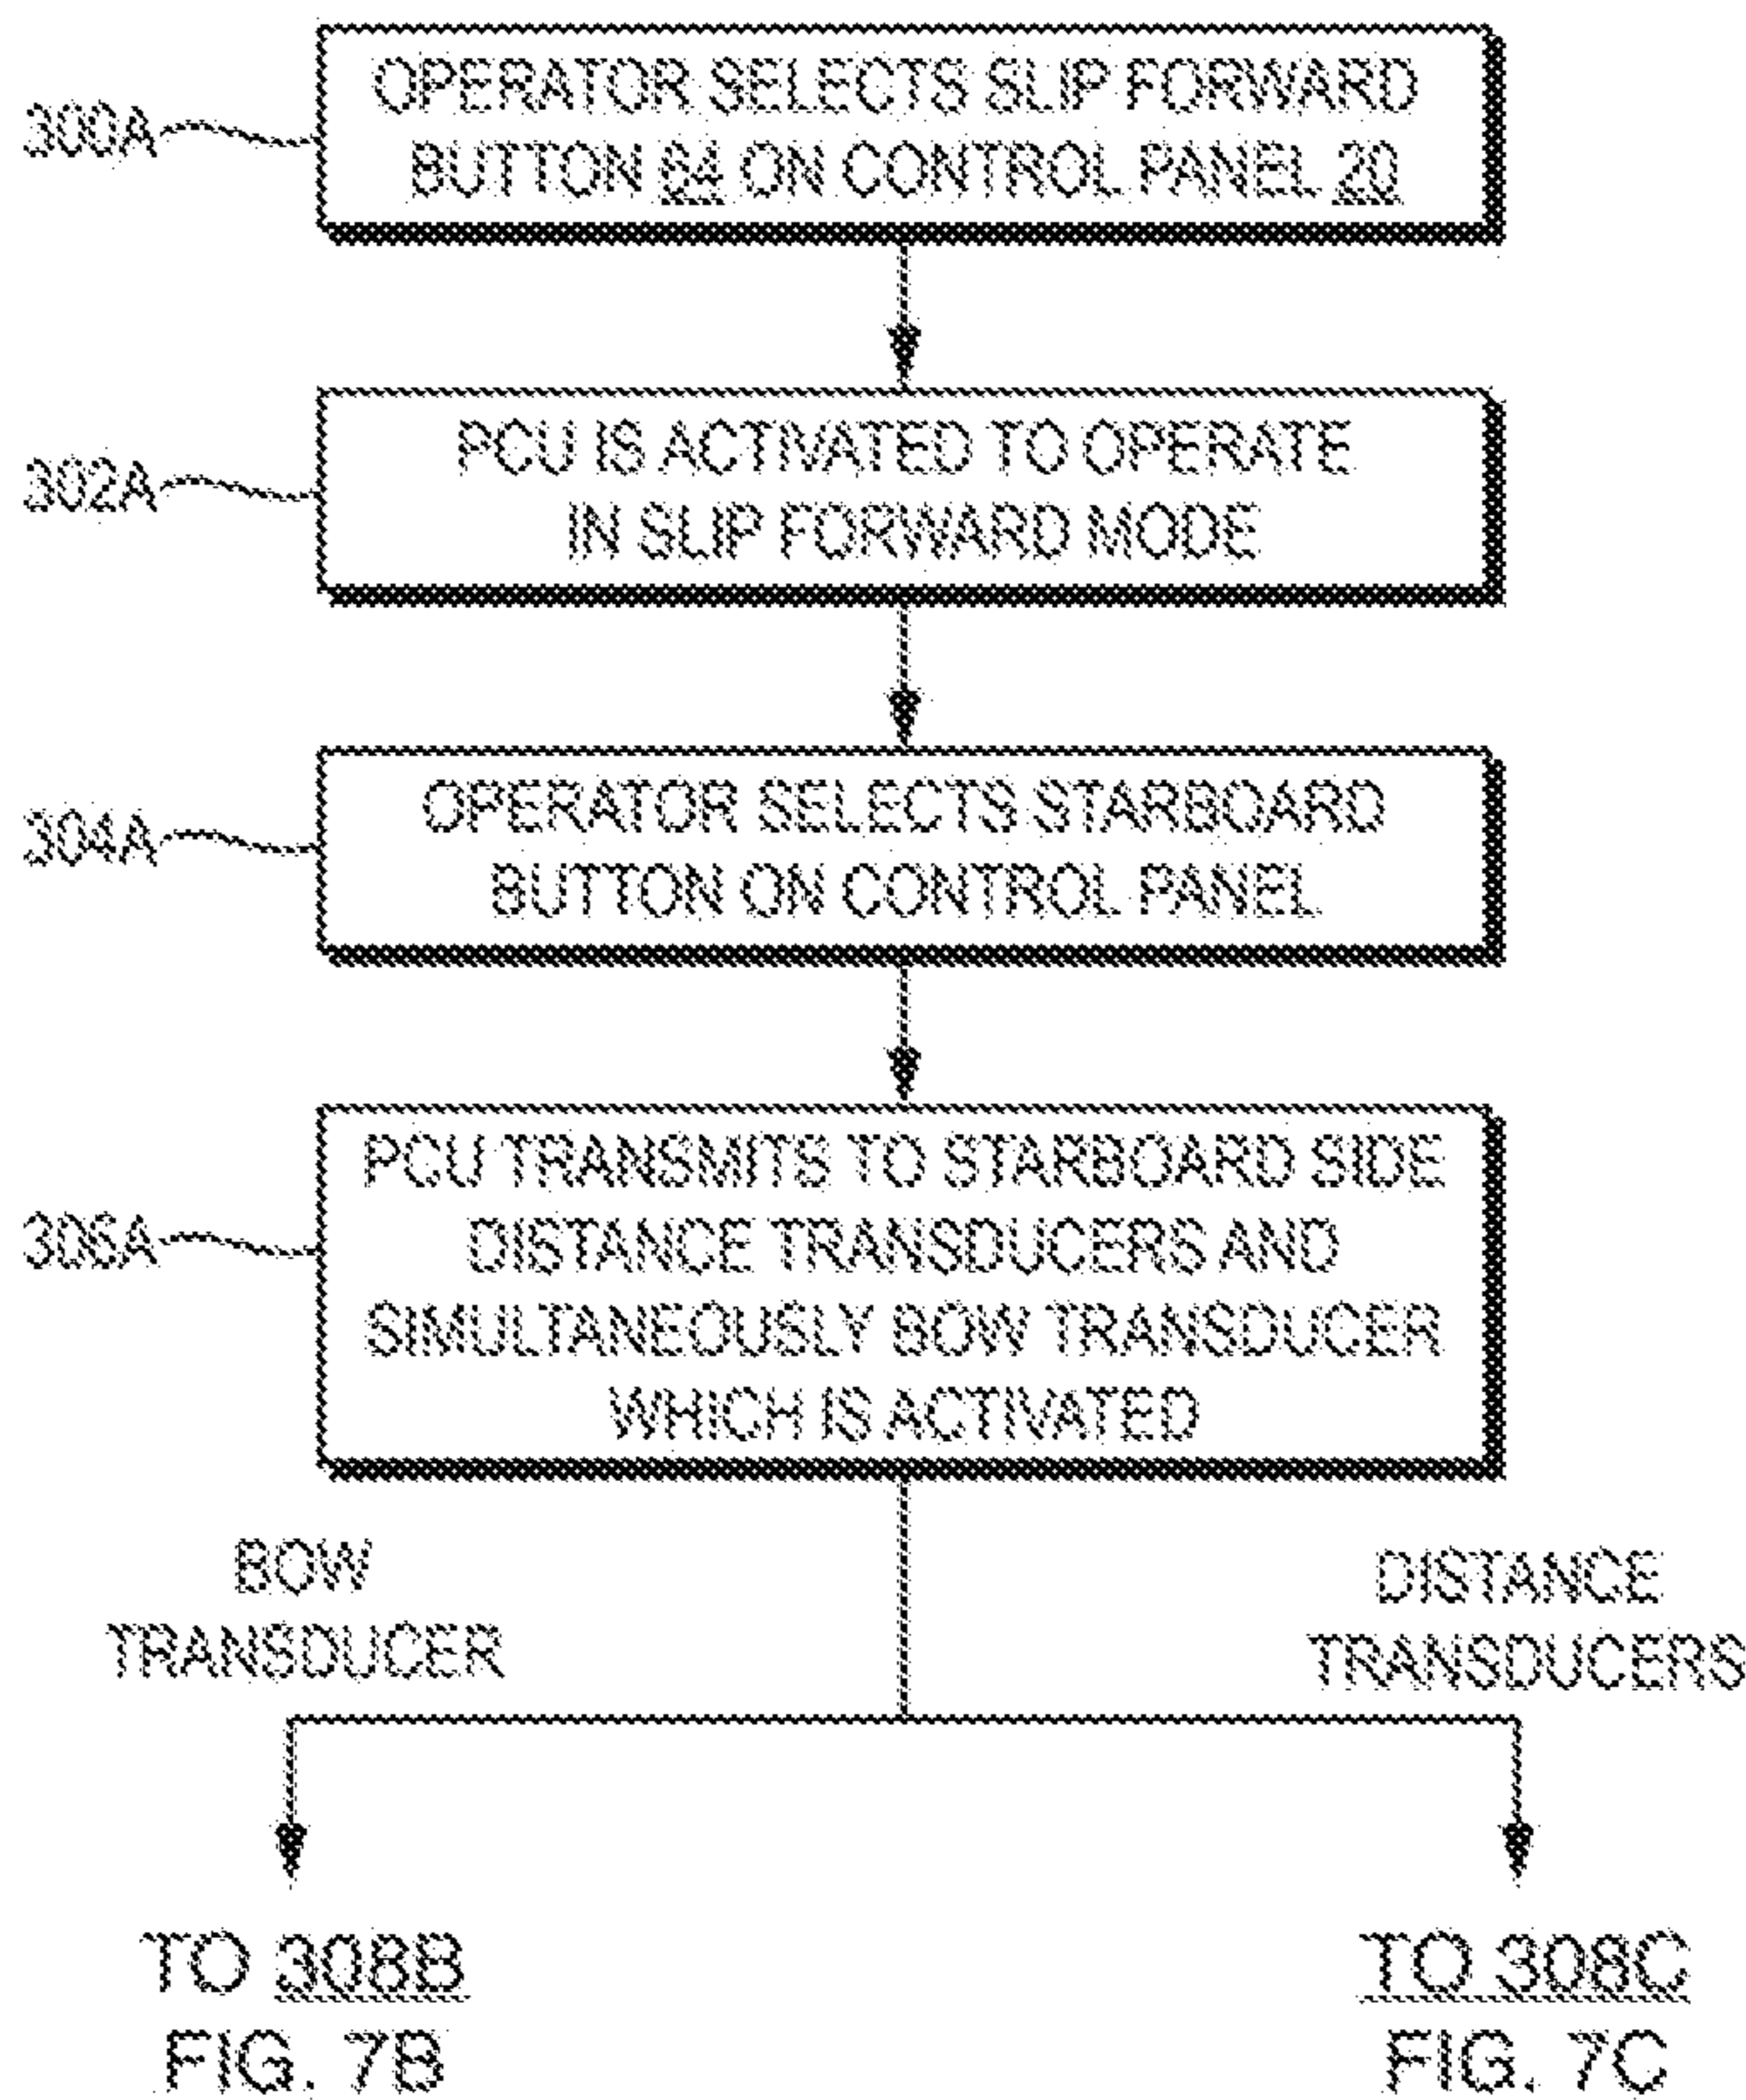 300A
OPERATOR SELECTS SLIP FORWARD
BUTTON 64 ON CONTROL PANEL 20
302A
PCU IS ACTIVATED TO OPERATE
IN SLIP FORWARD MODE
304A
OPERATOR SELECTS STARBOARD
BUTTON ON CONTROL PANEL
306A
PCU TRANSMITS TO STARBOARD SIDE
DISTANCE TRANSDUCERS AND
SIMULTANEOUSLY BOW TRANSDUCER
WHICH IS ACTIVATED
BOW
TRANSDUCER
DISTANCE
TRANSDUCERS
TO 308B
FIG. 7B
TO 308C
FIG. 7C